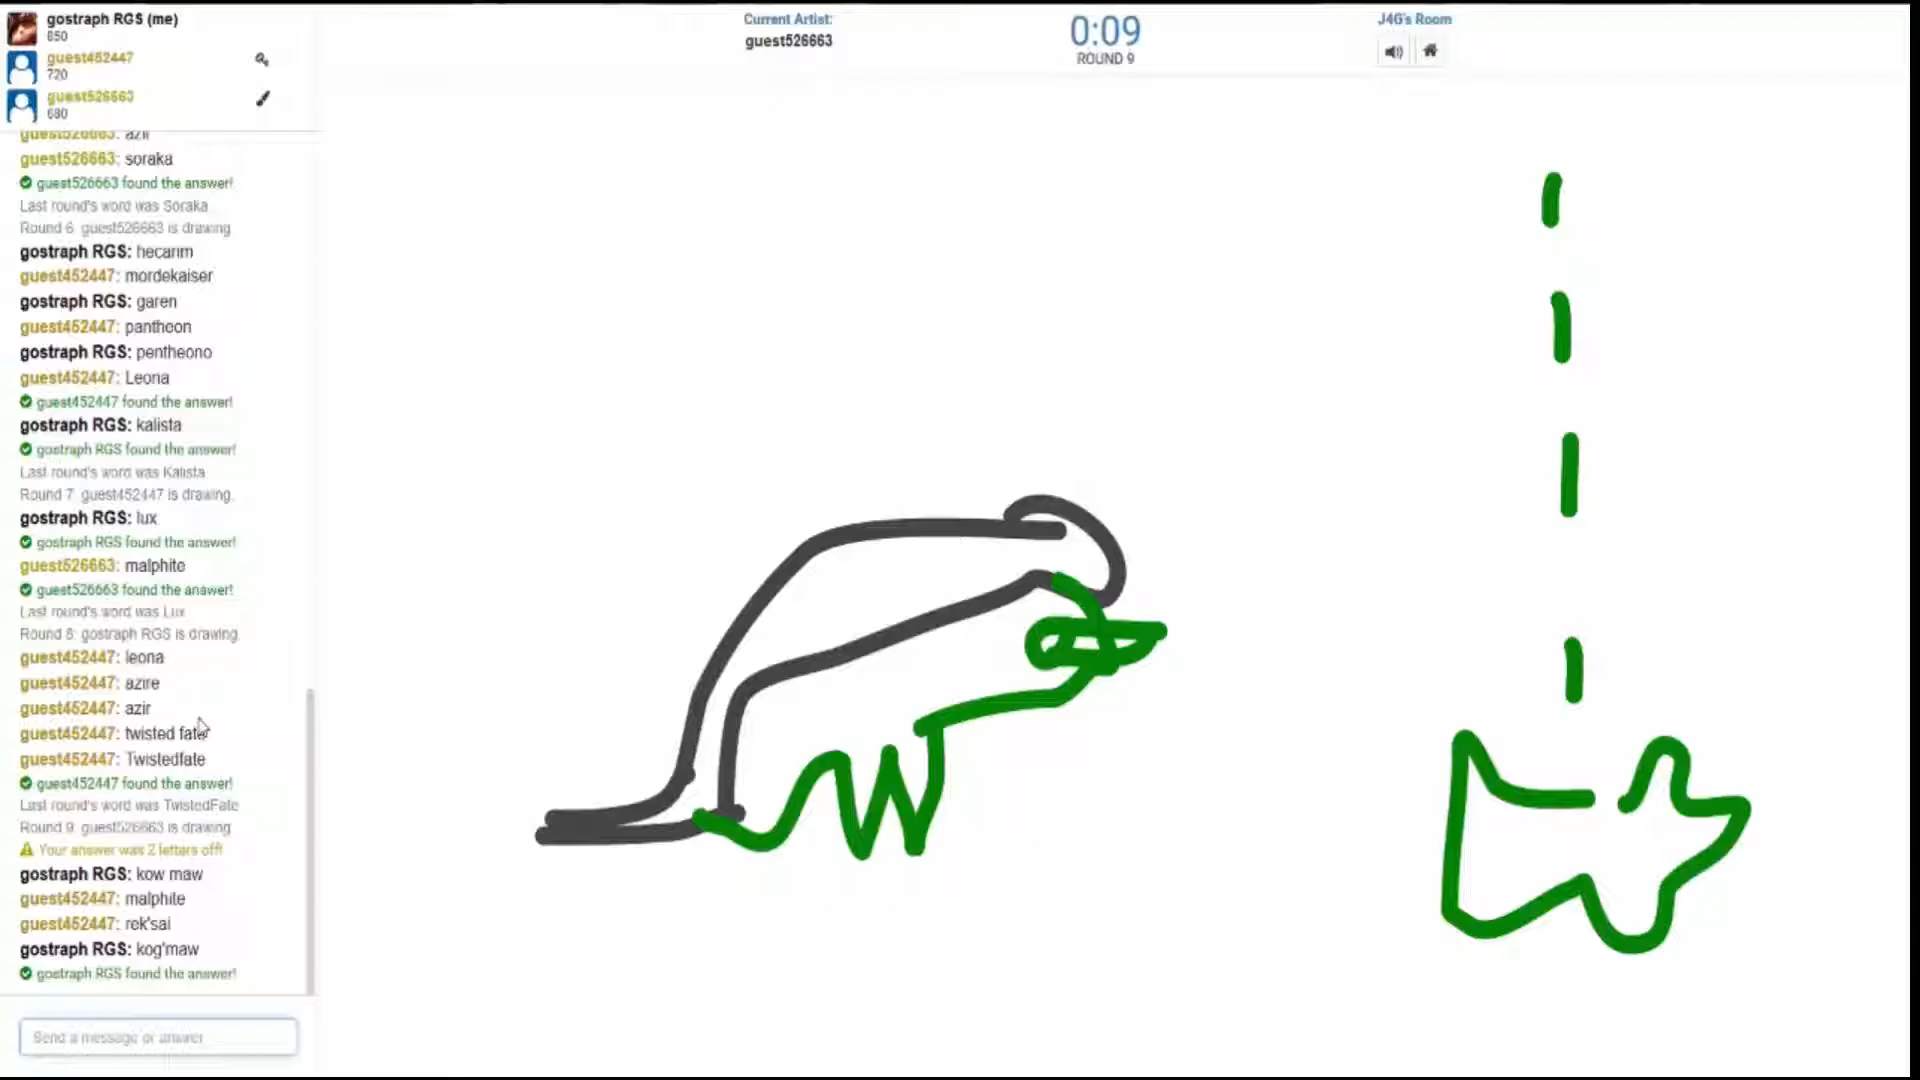 gostraph RGS (me)
850
guest452447
720
guest526663
680
Current Artist:
guest526663
0:09
ROUND 9
J4G's Room
guest526663: azir
guest526663: soraka
guest526663 found the answer!
Last round's word was Soraka
Round 6: guest526663 is drawing
gostraph RGS: hecarim
guest452447: mordekaiser
gostraph RGS: garen
guest452447: pantheon
gostraph RGS: pentheono
guest452447: Leona
guest452447 found the answer!
gostraph RGS: kalista
gostraph RGS found the answer!
Last round's word was Kalista
Round 7: guest452447 is drawing.
gostraph RGS: lux
gostraph RGS found the answer!
guest526663: malphite
guest526663 found the answer!
Last round's word was Lux
Round 8: gostraph RGS is drawing
guest452447: leona
guest452447: azire
guest452447: azir
guest452447: twisted fate
guest452447: Twistedfate
guest452447 found the answer!
Last round's word was TwistedFate
Round 9: guest526663 is drawing
Your answer was 2 letters off!
gostraph RGS: kow maw
guest452447: malphite
guest452447: rek'sai
gostraph RGS: kog'maw
gostraph RGS found the answer!
Send a message or answer